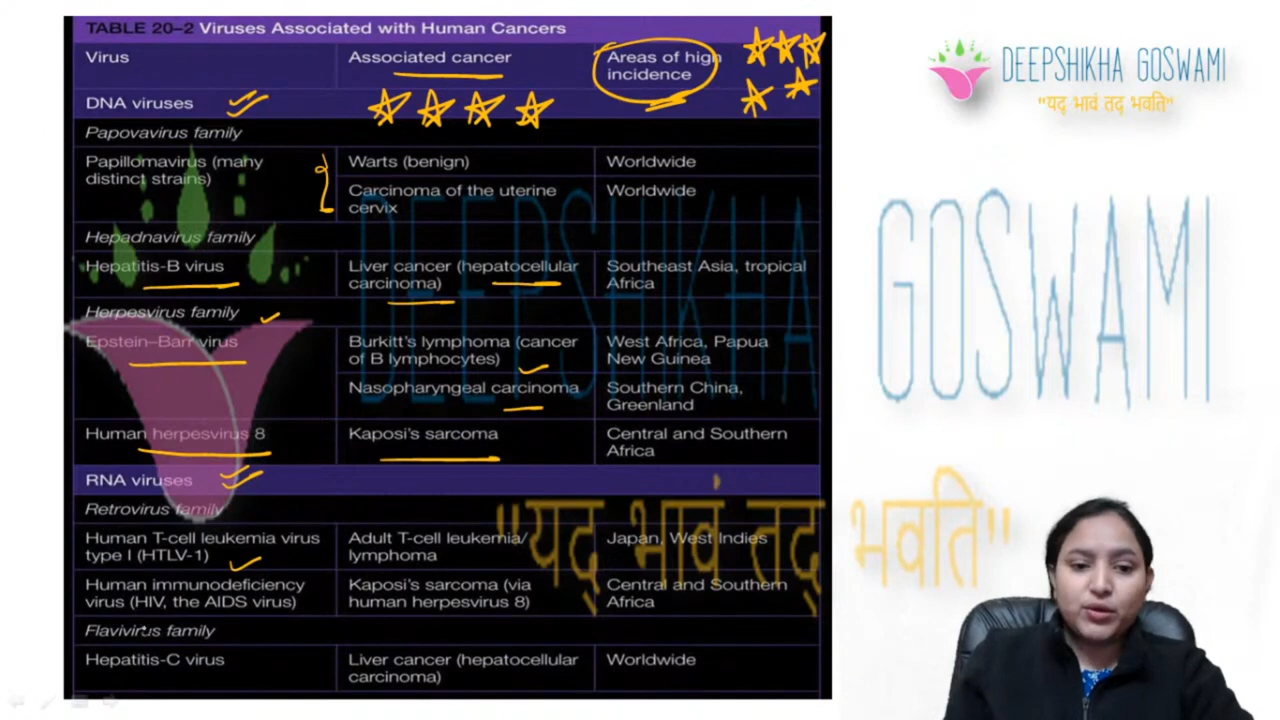 TABLE 20–2 Viruses Associated with Human Cancers
Virus
Associated cancer
Areas of high
incidence
DNA viruses
Papovavirus family
Papillomavirus (many
distinct strains)
Warts (benign)
Worldwide
Carcinoma of the uterine
cervix
Worldwide
Hepadnavirus family
Hepatitis-B virus
Liver cancer (hepatocellular
carcinoma)
Southeast Asia, tropical
Africa
Herpesvirus family
Epstein–Barr virus
Burkitt's lymphoma (cancer
of B lymphocytes)
West Africa, Papua
New Guinea
Nasopharyngeal carcinoma
Southern China,
Greenland
Human herpesvirus 8
Kaposi's sarcoma
Central and Southern
Africa
RNA viruses
Retrovirus family
Human T-cell leukemia virus
type I (HTLV-1)
Adult T-cell leukemia/
lymphoma
Japan, West Indies
Human immunodeficiency
virus (HIV, the AIDS virus)
Kaposi's sarcoma (via
human herpesvirus 8)
Central and Southern
Africa
Flavivirus family
Hepatitis-C virus
Liver cancer (hepatocellular
carcinoma)
Worldwide
DEEPSHIKHA GOSWAMI
"यद् भावं तद् भवति"
DEEPSHIKHA GOSWAMI
"यद् भावं तद् भवति"